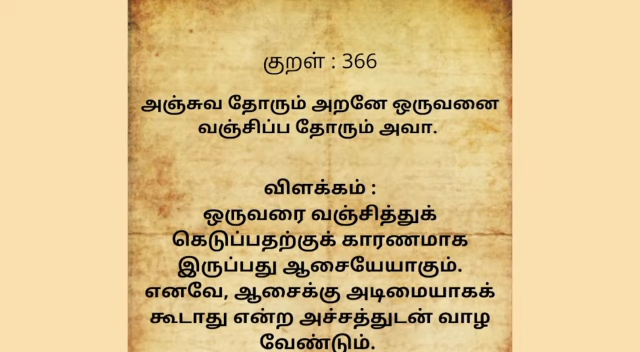 குறள் : 366
அஞ்சுவ தோரும் அறனே ஒருவனை
வஞ்சிப்ப தோரும் அவா.
விளக்கம் :
ஒருவரை வஞ்சித்துக்
கெடுப்பதற்குக் காரணமாக
இருப்பது ஆசையேயாகும்.
எனவே, ஆசைக்கு அடிமையாகக்
கூடாது என்ற அச்சத்துடன் வாழ
வேண்டும்.